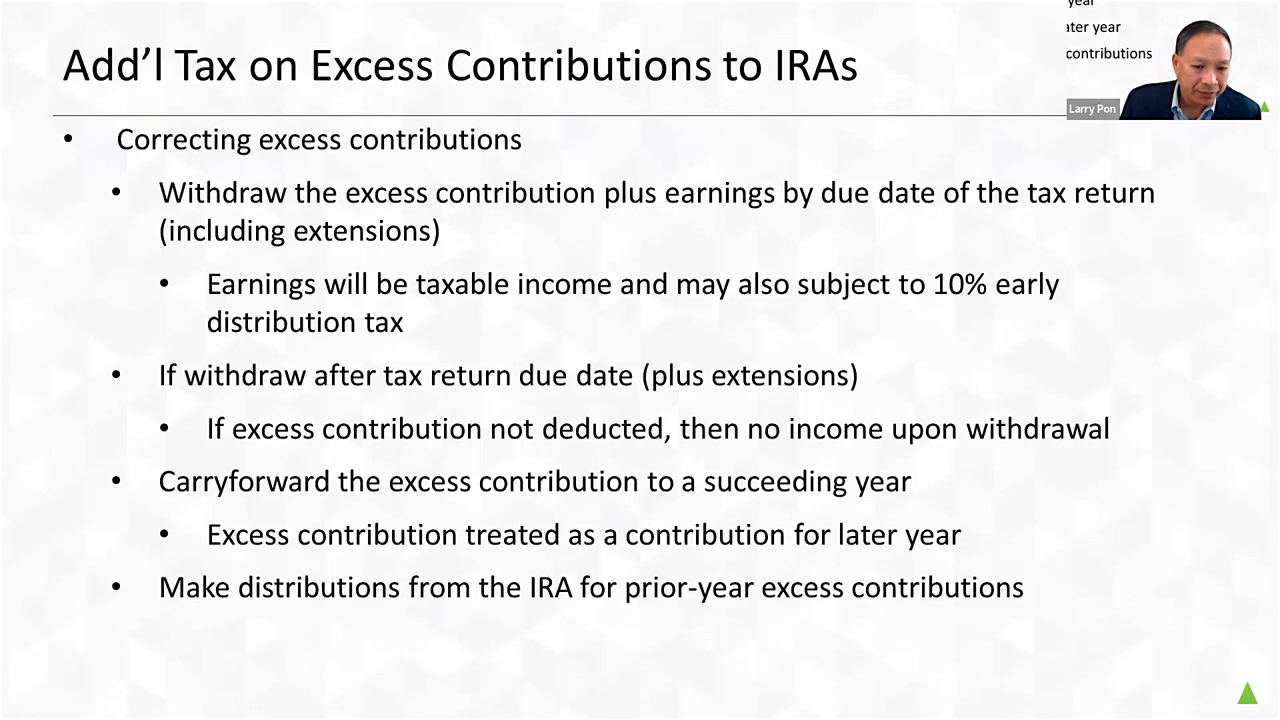 year
ater year
contributions
Larry Pon
Add’l Tax on Excess Contributions to IRAs
• Correcting excess contributions
• Withdraw the excess contribution plus earnings by due date of the tax return
(including extensions)
• Earnings will be taxable income and may also subject to 10% early
distribution tax
• If withdraw after tax return due date (plus extensions)
• If excess contribution not deducted, then no income upon withdrawal
• Carryforward the excess contribution to a succeeding year
• Excess contribution treated as a contribution for later year
• Make distributions from the IRA for prior-year excess contributions